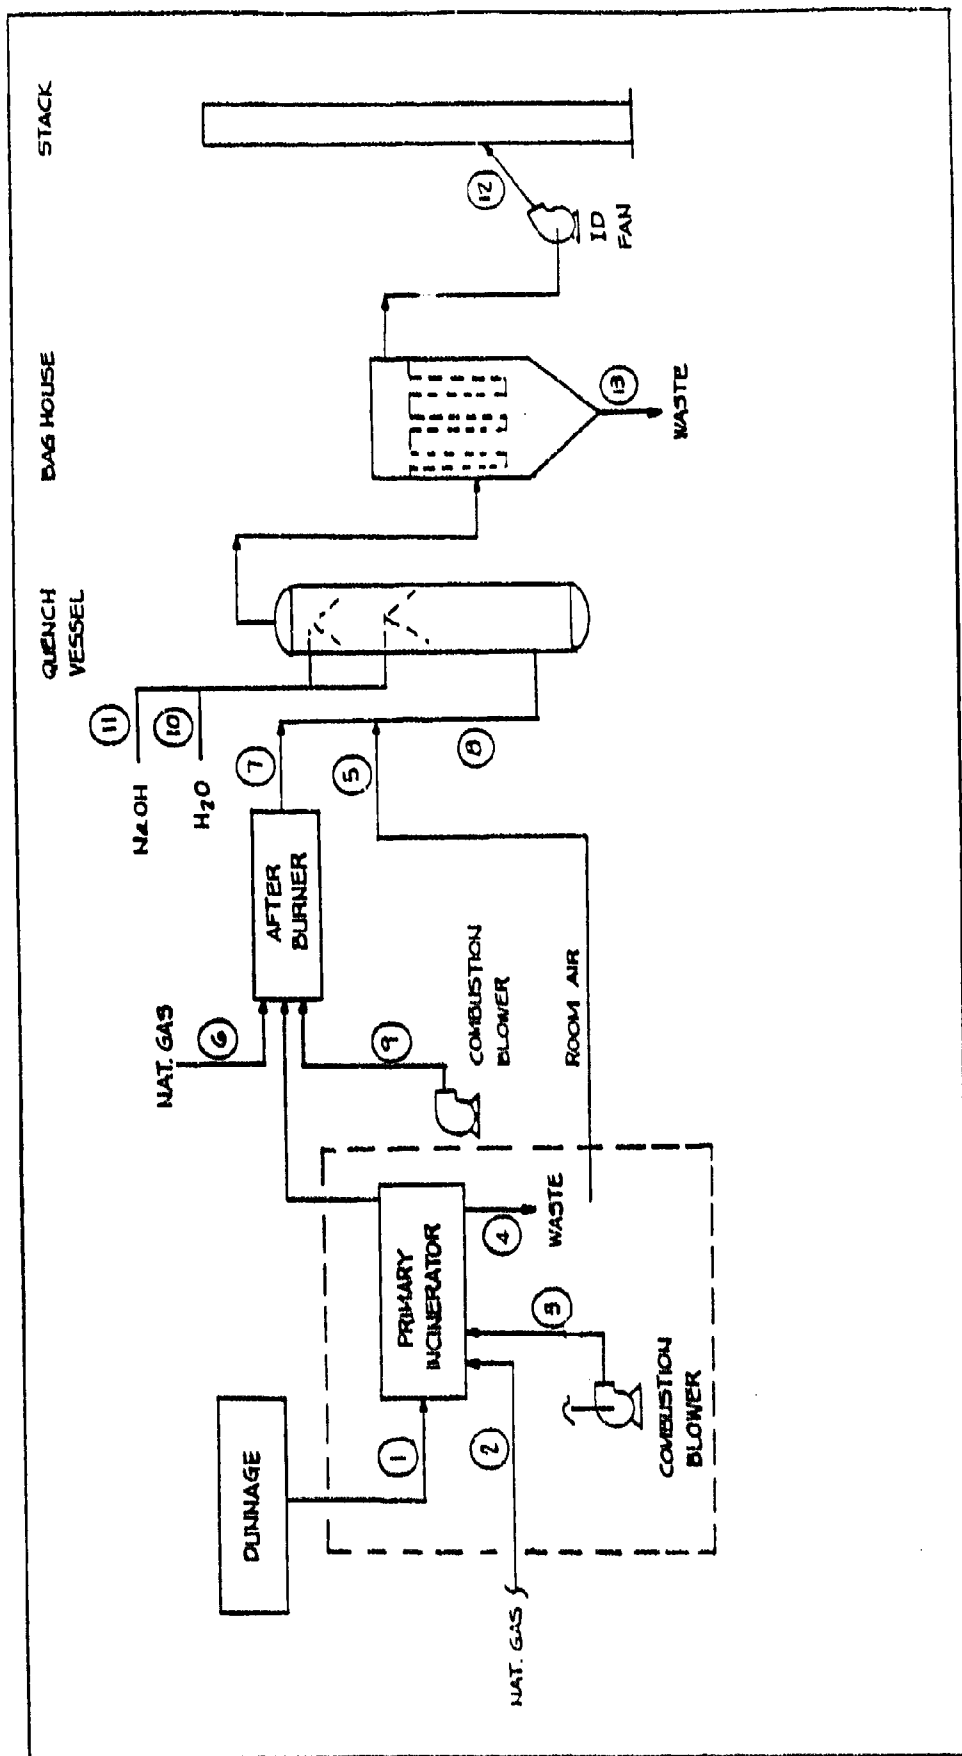 DUNNAGE
1
NAT. GAS
2
PRIMARY
INCINERATOR
3
COMBUSTION
BLOWER
4
WASTE
NAT. GAS
6
9
COMBUSTION
BLOWER
ROOM AIR
AFTER
BURNER
7
5
8
NaOH
11
H2O
10
QUENCH
VESSEL
BAG HOUSE
13
WASTE
ID
FAN
12
STACK